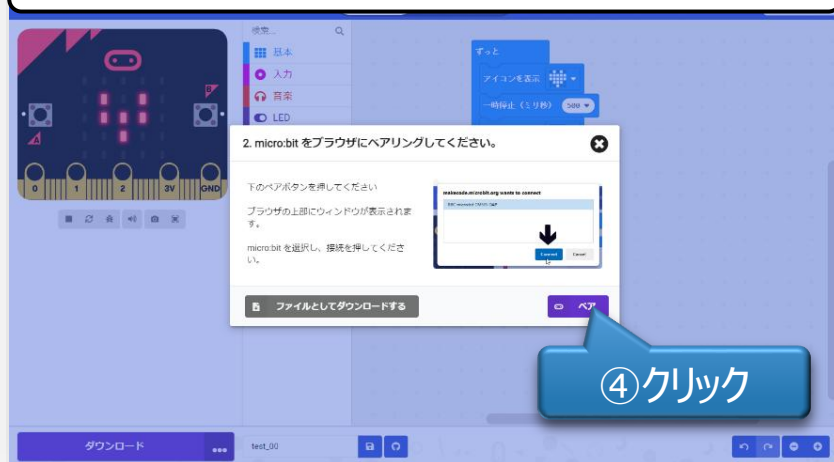 検索...
基本
入力
音楽
LED
ずっと
アイコンを表示
一時停止（ミリ秒） 500
A
B
0 1 2 3V GND
2. micro:bit をブラウザにペアリングしてください。
下のペアボタンを押してください
ブラウザの上部にウィンドウが表示されま
す。
micro:bit を選択し、接続を押してくださ
い。
makecode.microbit.org wants to connect
Connect Cancel
ファイルとしてダウンロードする
ペア
④クリック
ダウンロード
test_00